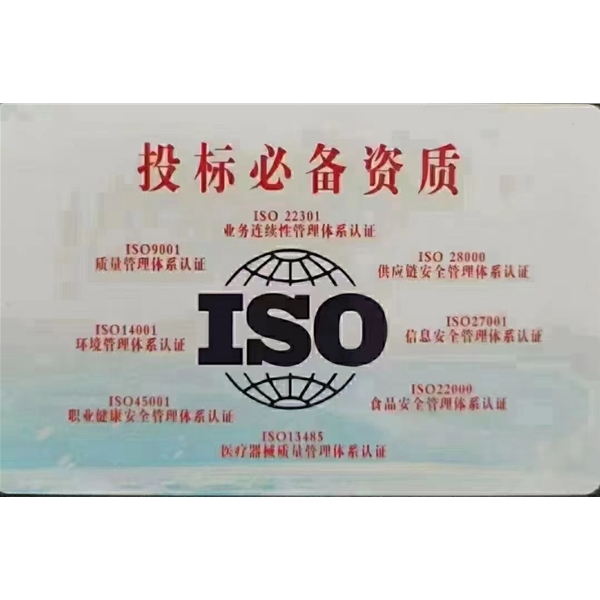 投标必备资质
ISO 22301
业务连续性管理体系认证
ISO9001
质量管理体系认证
ISO 28000
供应链安全管理体系认证
ISO
ISO14001
环境管理体系认证
ISO27001
信息安全管理体系认证
ISO45001
职业健康安全管理体系认证
ISO22000
食品安全管理体系认证
ISO13485
医疗器械质量管理体系认证